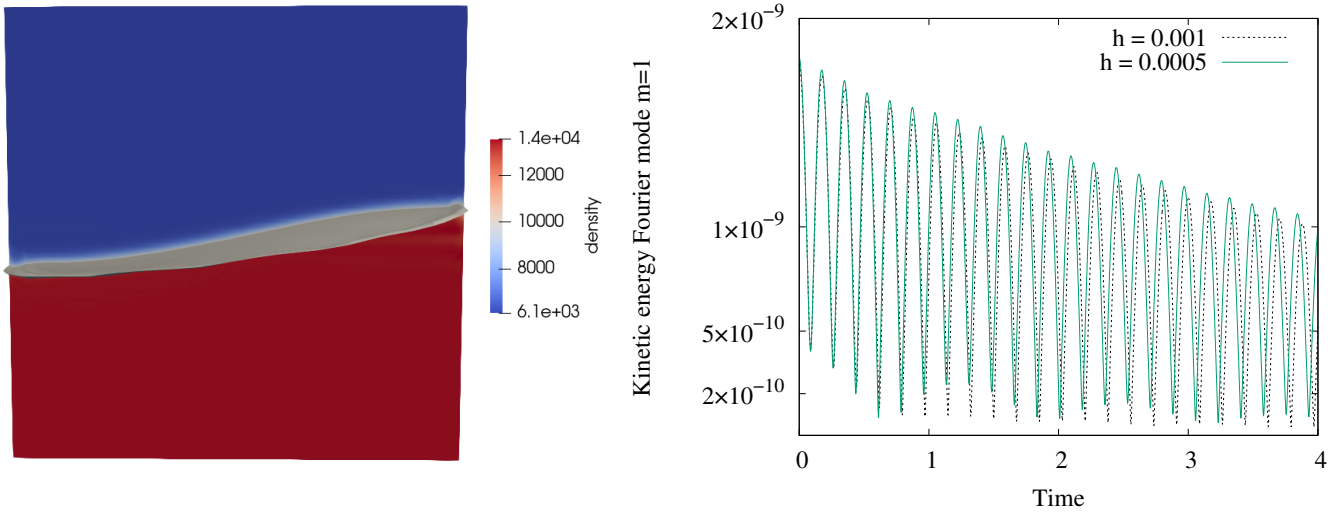 1.4e+04
12000
10000
8000
6.1e+03
density
2×10⁻⁹
1×10⁻⁹
5×10⁻¹⁰
2×10⁻¹⁰
Kinetic energy Fourier mode m=1
h = 0.001
h = 0.0005
0 1 2 3 4
Time